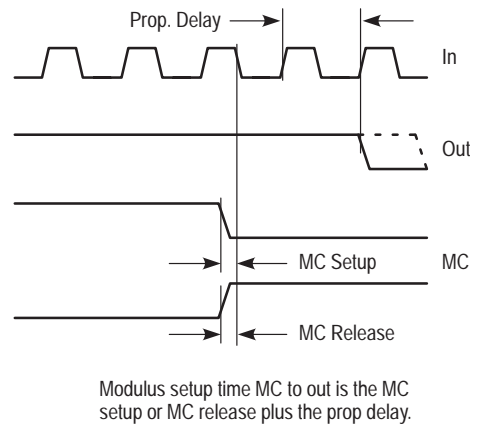 Prop. Delay
In
Out
MC Setup
MC
MC Release
Modulus setup time MC to out is the MC
setup or MC release plus the prop delay.